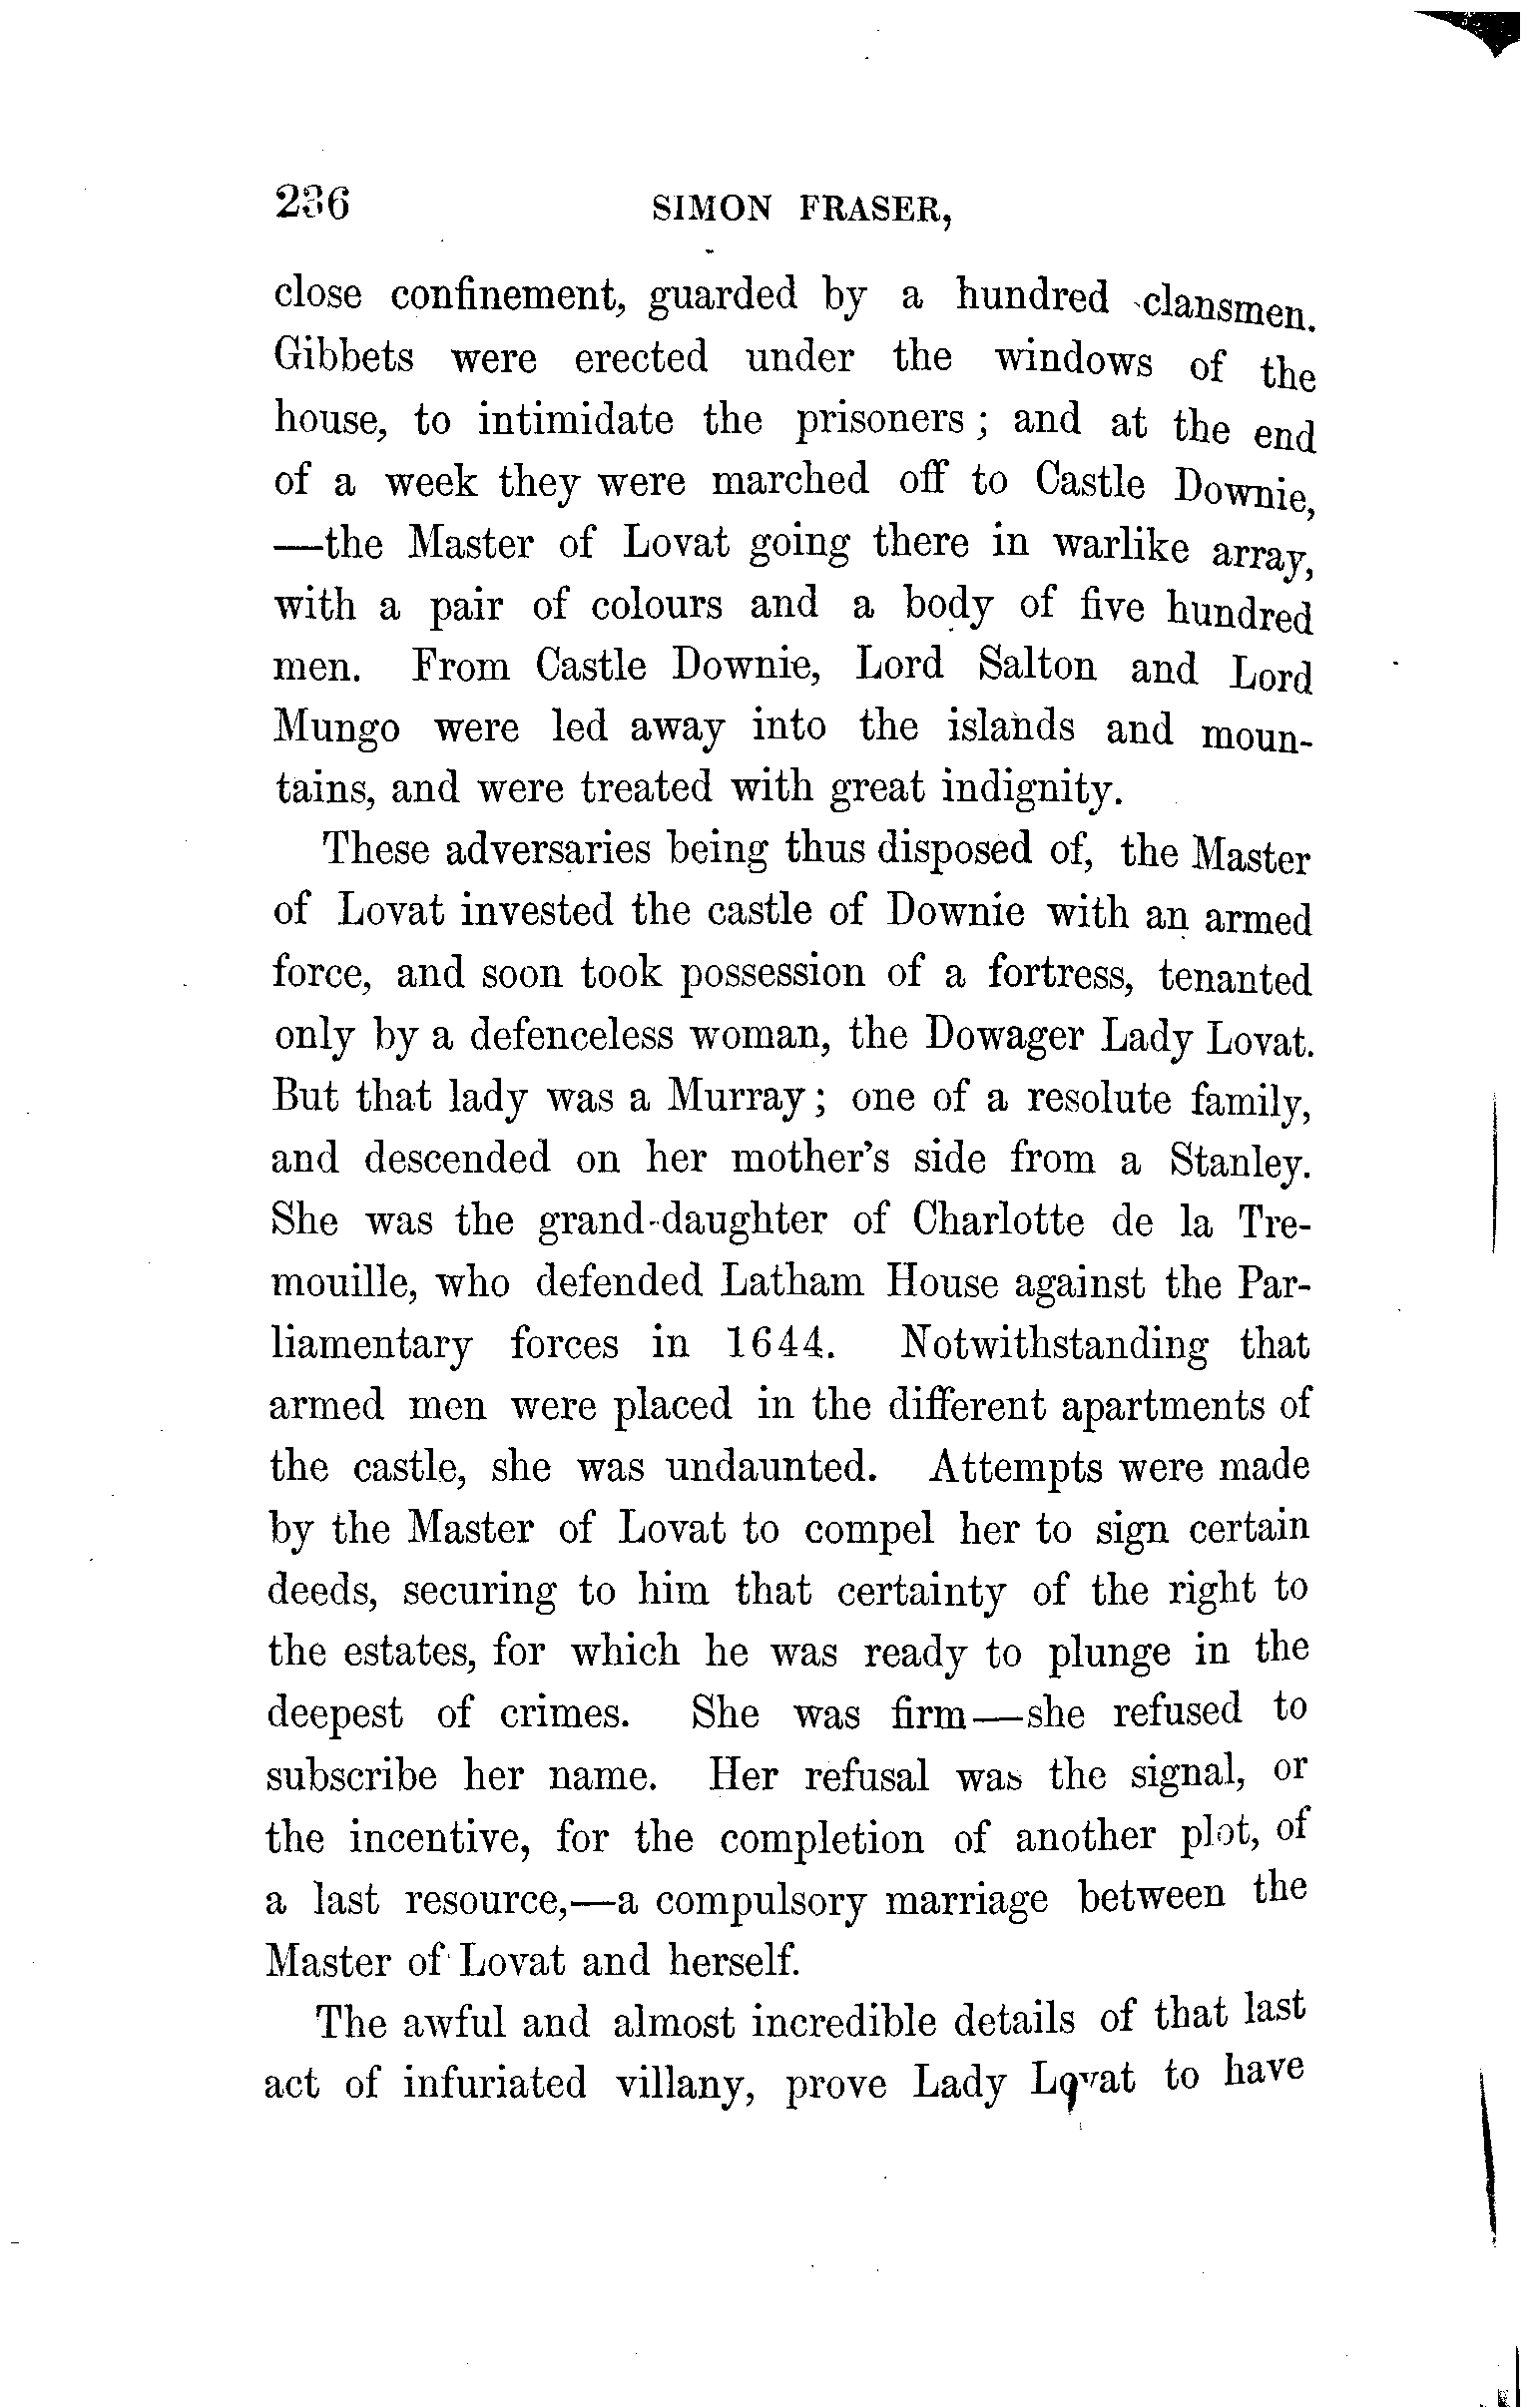 236 SIMON FRASER,
close confinement, guarded by a hundred clansmen.
Gibbets were erected under the windows of the
house, to intimidate the prisoners; and at the end
of a week they were marched off to Castle Downie,
—the Master of Lovat going there in warlike array,
with a pair of colours and a body of five hundred
men. From Castle Downie, Lord Salton and Lord
Mungo were led away into the islands and moun-
tains, and were treated with great indignity.
These adversaries being thus disposed of, the Master
of Lovat invested the castle of Downie with an armed
force, and soon took possession of a fortress, tenanted
only by a defenceless woman, the Dowager Lady Lovat.
But that lady was a Murray; one of a resolute family,
and descended on her mother's side from a Stanley.
She was the grand-daughter of Charlotte de la Tre-
mouille, who defended Latham House against the Par-
liamentary forces in 1644. Notwithstanding that
armed men were placed in the different apartments of
the castle, she was undaunted. Attempts were made
by the Master of Lovat to compel her to sign certain
deeds, securing to him that certainty of the right to
the estates, for which he was ready to plunge in the
deepest of crimes. She was firm—she refused to
subscribe her name. Her refusal was the signal, or
the incentive, for the completion of another plot, of
a last resource,—a compulsory marriage between the
Master of Lovat and herself.
The awful and almost incredible details of that last
act of infuriated villany, prove Lady Lovat to have